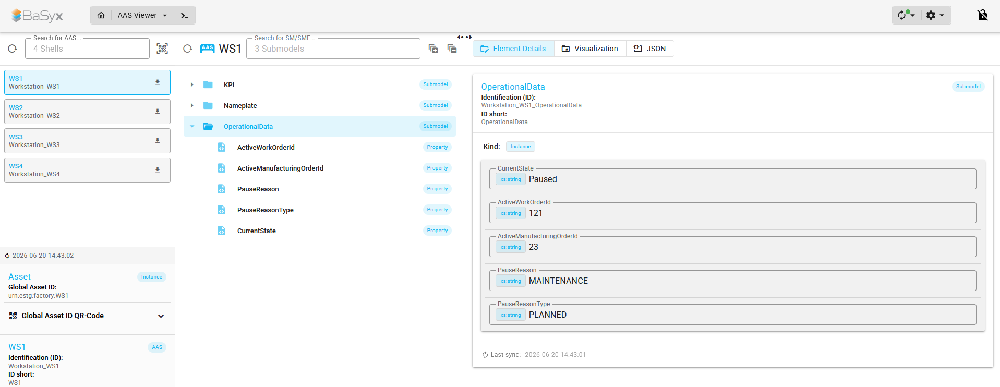 BaSyx
AAS Viewer
Search for AAS...
4 Shells
WS1
Workstation_WS1
WS2
Workstation_WS2
WS3
Workstation_WS3
WS4
Workstation_WS4
2026-06-20 14:43:02
Asset
Instance
Global Asset ID:
urn:estg:factory:WS1
Global Asset ID QR-Code
WS1
AAS
Identification (ID):
Workstation_WS1
ID short:
WS1
AAS
WS1
Search for SM/SME...
3 Submodels
KPI
Submodel
Nameplate
Submodel
OperationalData
Submodel
ActiveWorkOrderId
Property
ActiveManufacturingOrderId
Property
PauseReason
Property
PauseReasonType
Property
CurrentState
Property
Element Details
Visualization
JSON
OperationalData
Submodel
Identification (ID):
Workstation_WS1_OperationalData
ID short:
OperationalData
Kind:
Instance
CurrentState
xs:string Paused
ActiveWorkOrderId
xs:string 121
ActiveManufacturingOrderId
xs:string 23
PauseReason
xs:string MAINTENANCE
PauseReasonType
xs:string PLANNED
Last sync: 2026-06-20 14:43:01